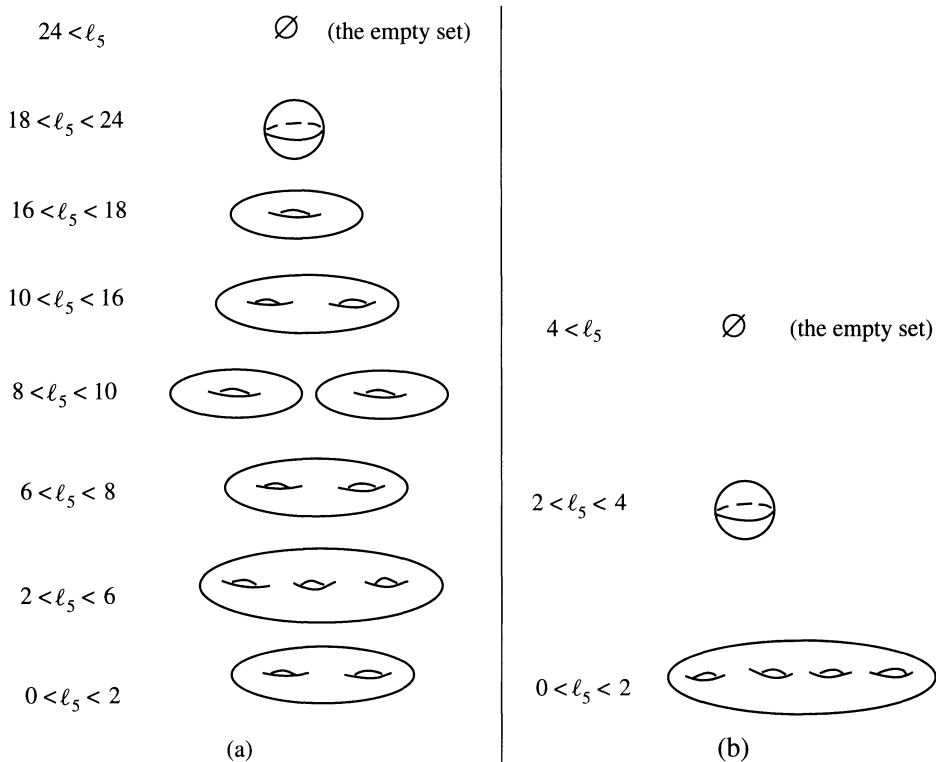 24 < ℓ₅ ∅ (the empty set)
18 < ℓ₅ < 24
16 < ℓ₅ < 18
10 < ℓ₅ < 16
8 < ℓ₅ < 10
6 < ℓ₅ < 8
2 < ℓ₅ < 6
0 < ℓ₅ < 2
(a)
4 < ℓ₅ ∅ (the empty set)
2 < ℓ₅ < 4
0 < ℓ₅ < 2
(b)